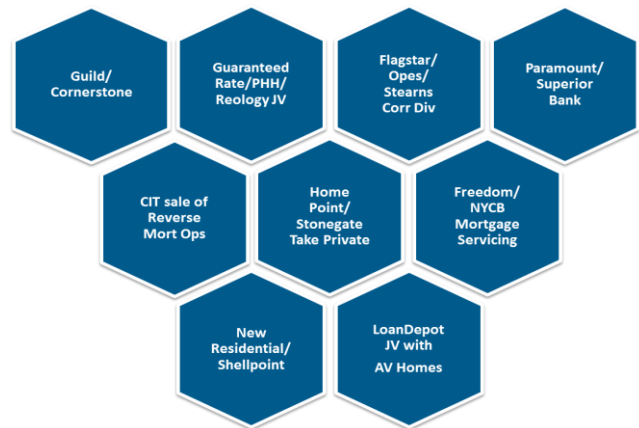 Guild/
Cornerstone
Guaranteed
Rate/PHH/
Reology JV
Flagstar/
Opes/
Stearns
Corr Div
Paramount/
Superior
Bank
CIT sale of
Reverse
Mort Ops
Home
Point/
Stonegate
Take Private
Freedom/
NYCB
Mortgage
Servicing
New
Residential/
Shellpoint
LoanDepot
JV with
AV Homes